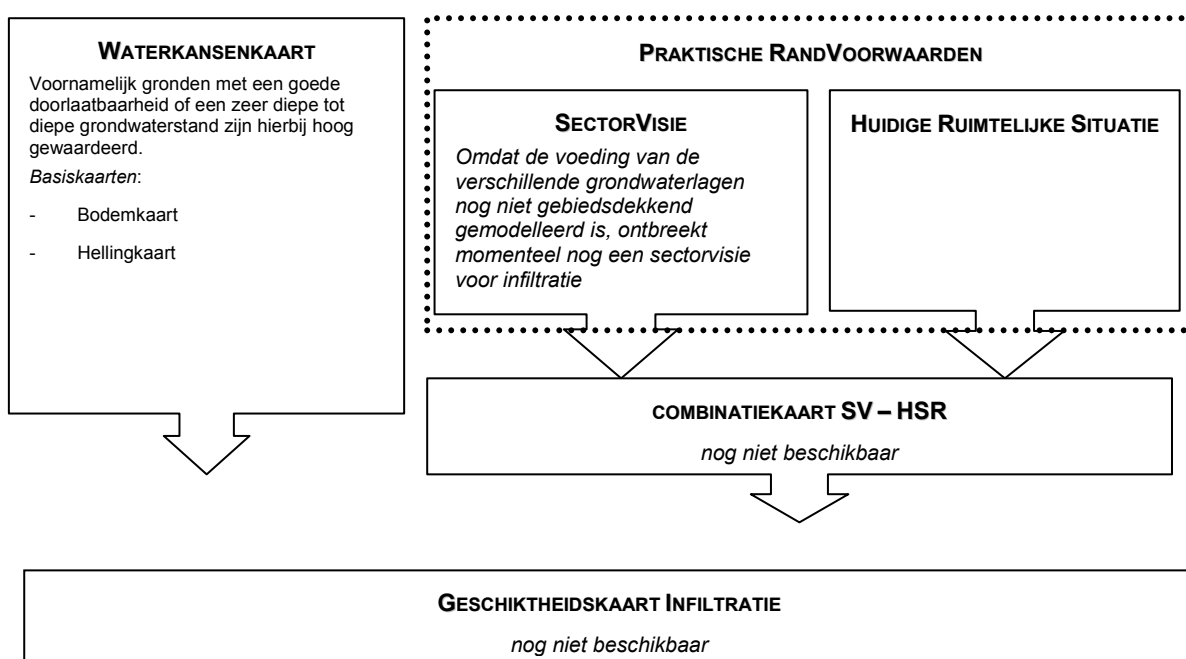 WATERKANSENKAART
Voornamelijk gronden met een goede
doorlaatbaarheid of een zeer diepe tot
diepe grondwaterstand zijn hierbij hoog
gewaardeerd.
Basiskaarten:
- Bodemkaart
- Hellingkaart
PRAKTISCHE RANDVOORWAARDEN
SECTORVISIE
Omdat de voeding van de
verschillende grondwaterlagen
nog niet gebiedsdekkend
gemodelleerd is, ontbreekt
momenteel nog een sectorvisie
voor infiltratie
HUIDIGE RUIMTELIJKE SITUATIE
COMBINATIEKAART SV – HSR
nog niet beschikbaar
GESCHIKTHEIDSKAART INFILTRATIE
nog niet beschikbaar